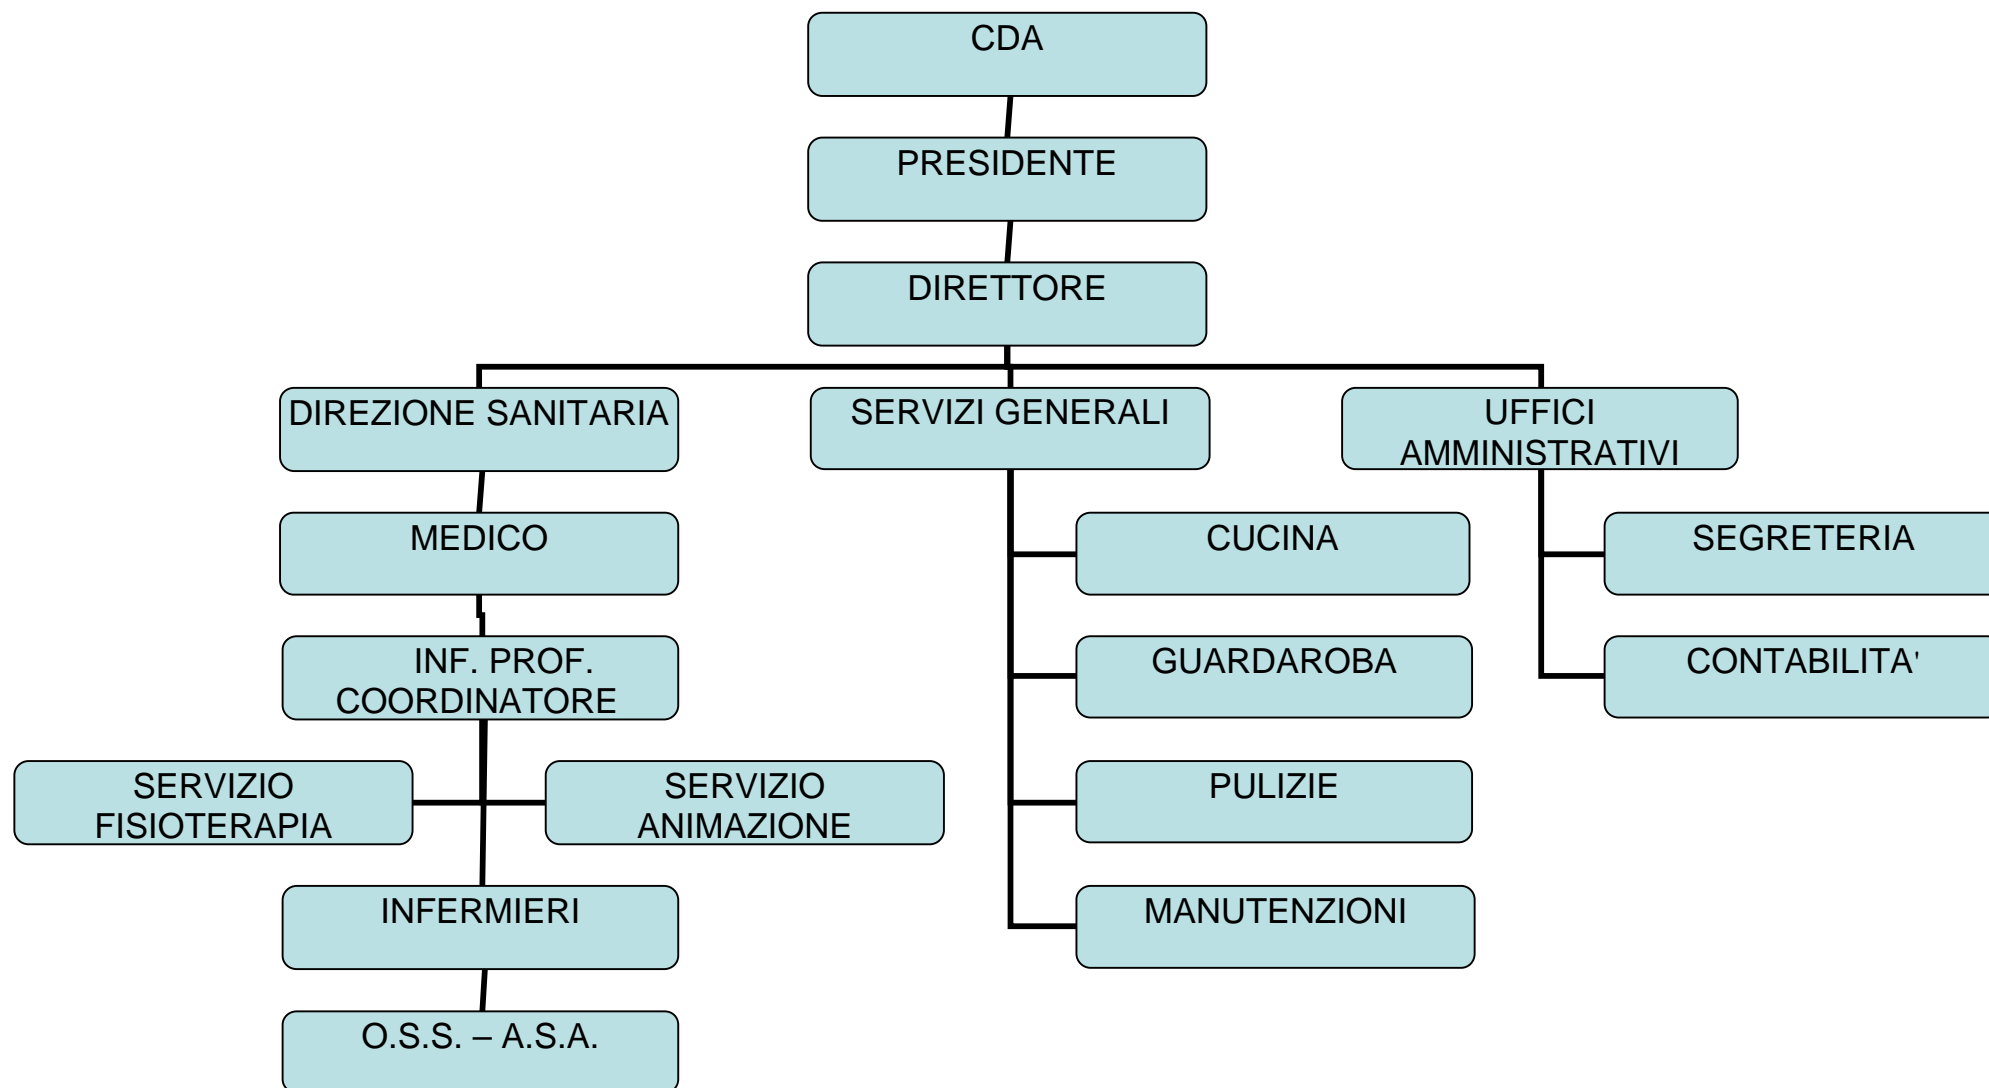 CDA
PRESIDENTE
DIRETTORE
DIREZIONE SANITARIA
SERVIZI GENERALI
UFFICI
AMMINISTRATIVI
MEDICO
CUCINA
SEGRETERIA
INF. PROF.
COORDINATORE
GUARDAROBA
CONTABILITA'
SERVIZIO
FISIOTERAPIA
SERVIZIO
ANIMAZIONE
PULIZIE
INFERMIERI
MANUTENZIONI
O.S.S. – A.S.A.